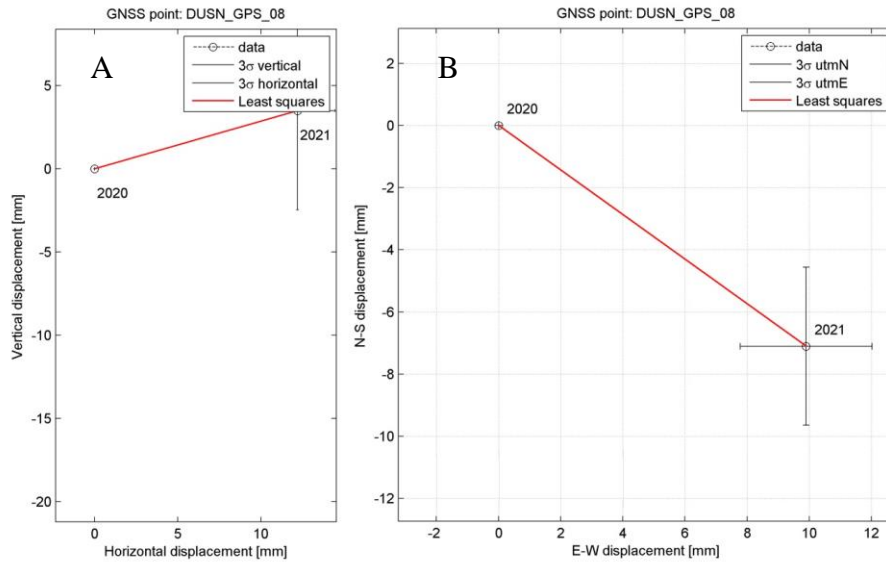 GNSS point: DUSN_GPS_08
A
data
3σ vertical
3σ horizontal
Least squares
2020
2021
5
0
-5
-10
-15
-20
0
5
10
Vertical displacement [mm]
Horizontal displacement [mm]
GNSS point: DUSN_GPS_08
B
data
3σ utmN
3σ utmE
Least squares
2020
2021
2
0
-2
-4
-6
-8
-10
-12
-2
0
2
4
6
8
10
12
N-S displacement [mm]
E-W displacement [mm]